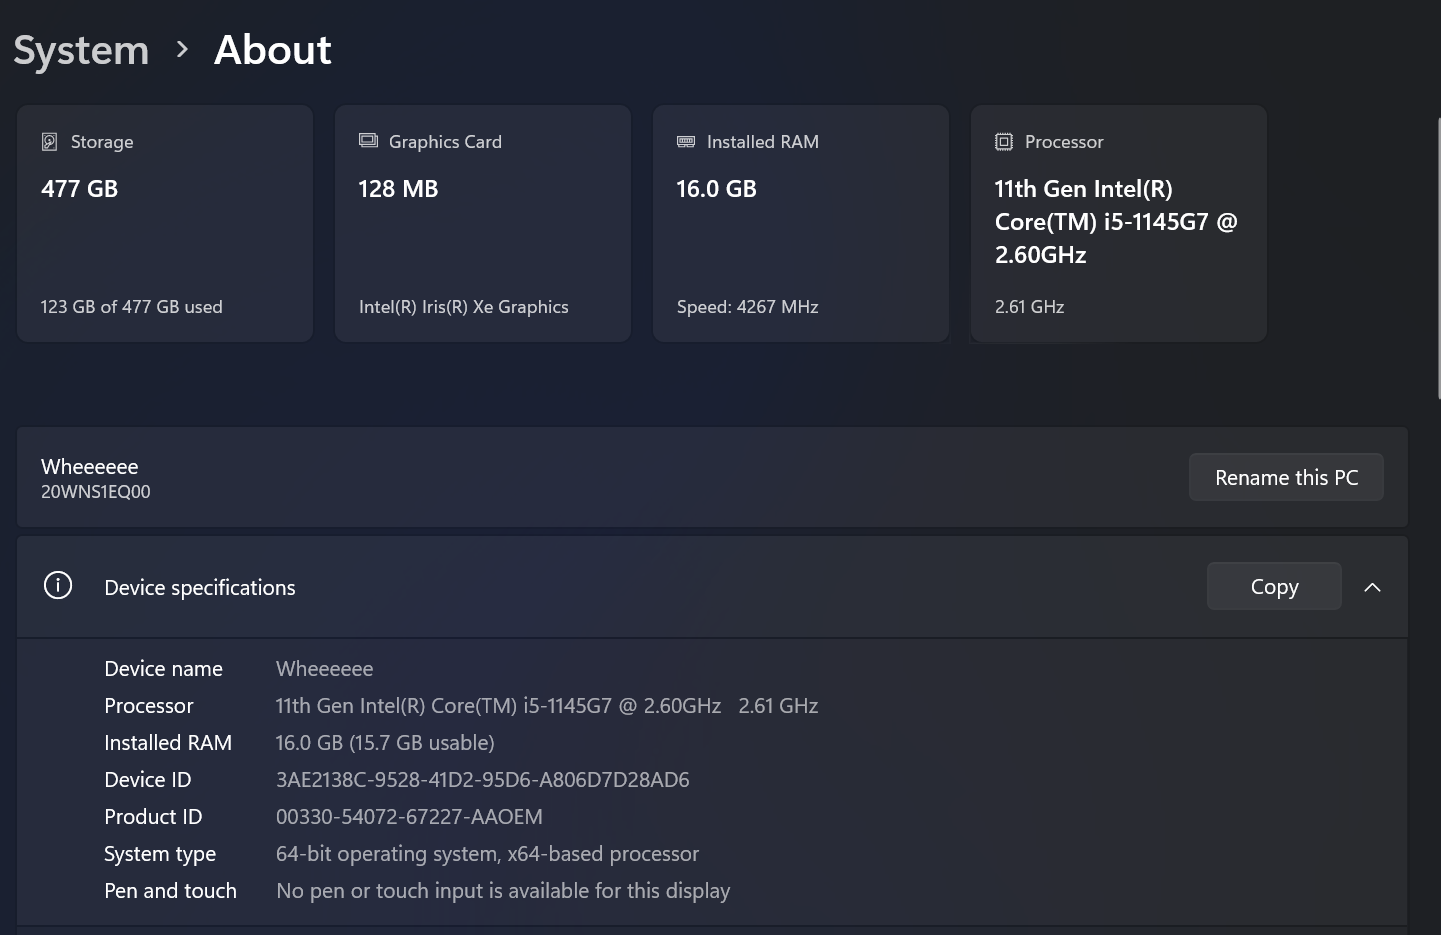 System > About
Storage
477 GB
123 GB of 477 GB used
Graphics Card
128 MB
Intel(R) Iris(R) Xe Graphics
Installed RAM
16.0 GB
Speed: 4267 MHz
Processor
11th Gen Intel(R)
Core(TM) i5-1145G7 @
2.60GHz
2.61 GHz
Wheeeeee
20WNS1EQ00
Rename this PC
Device specifications
Copy
Device name Wheeeeee
Processor 11th Gen Intel(R) Core(TM) i5-1145G7 @ 2.60GHz 2.61 GHz
Installed RAM 16.0 GB (15.7 GB usable)
Device ID 3AE2138C-9528-41D2-95D6-A806D7D28AD6
Product ID 00330-54072-67227-AAOEM
System type 64-bit operating system, x64-based processor
Pen and touch No pen or touch input is available for this display